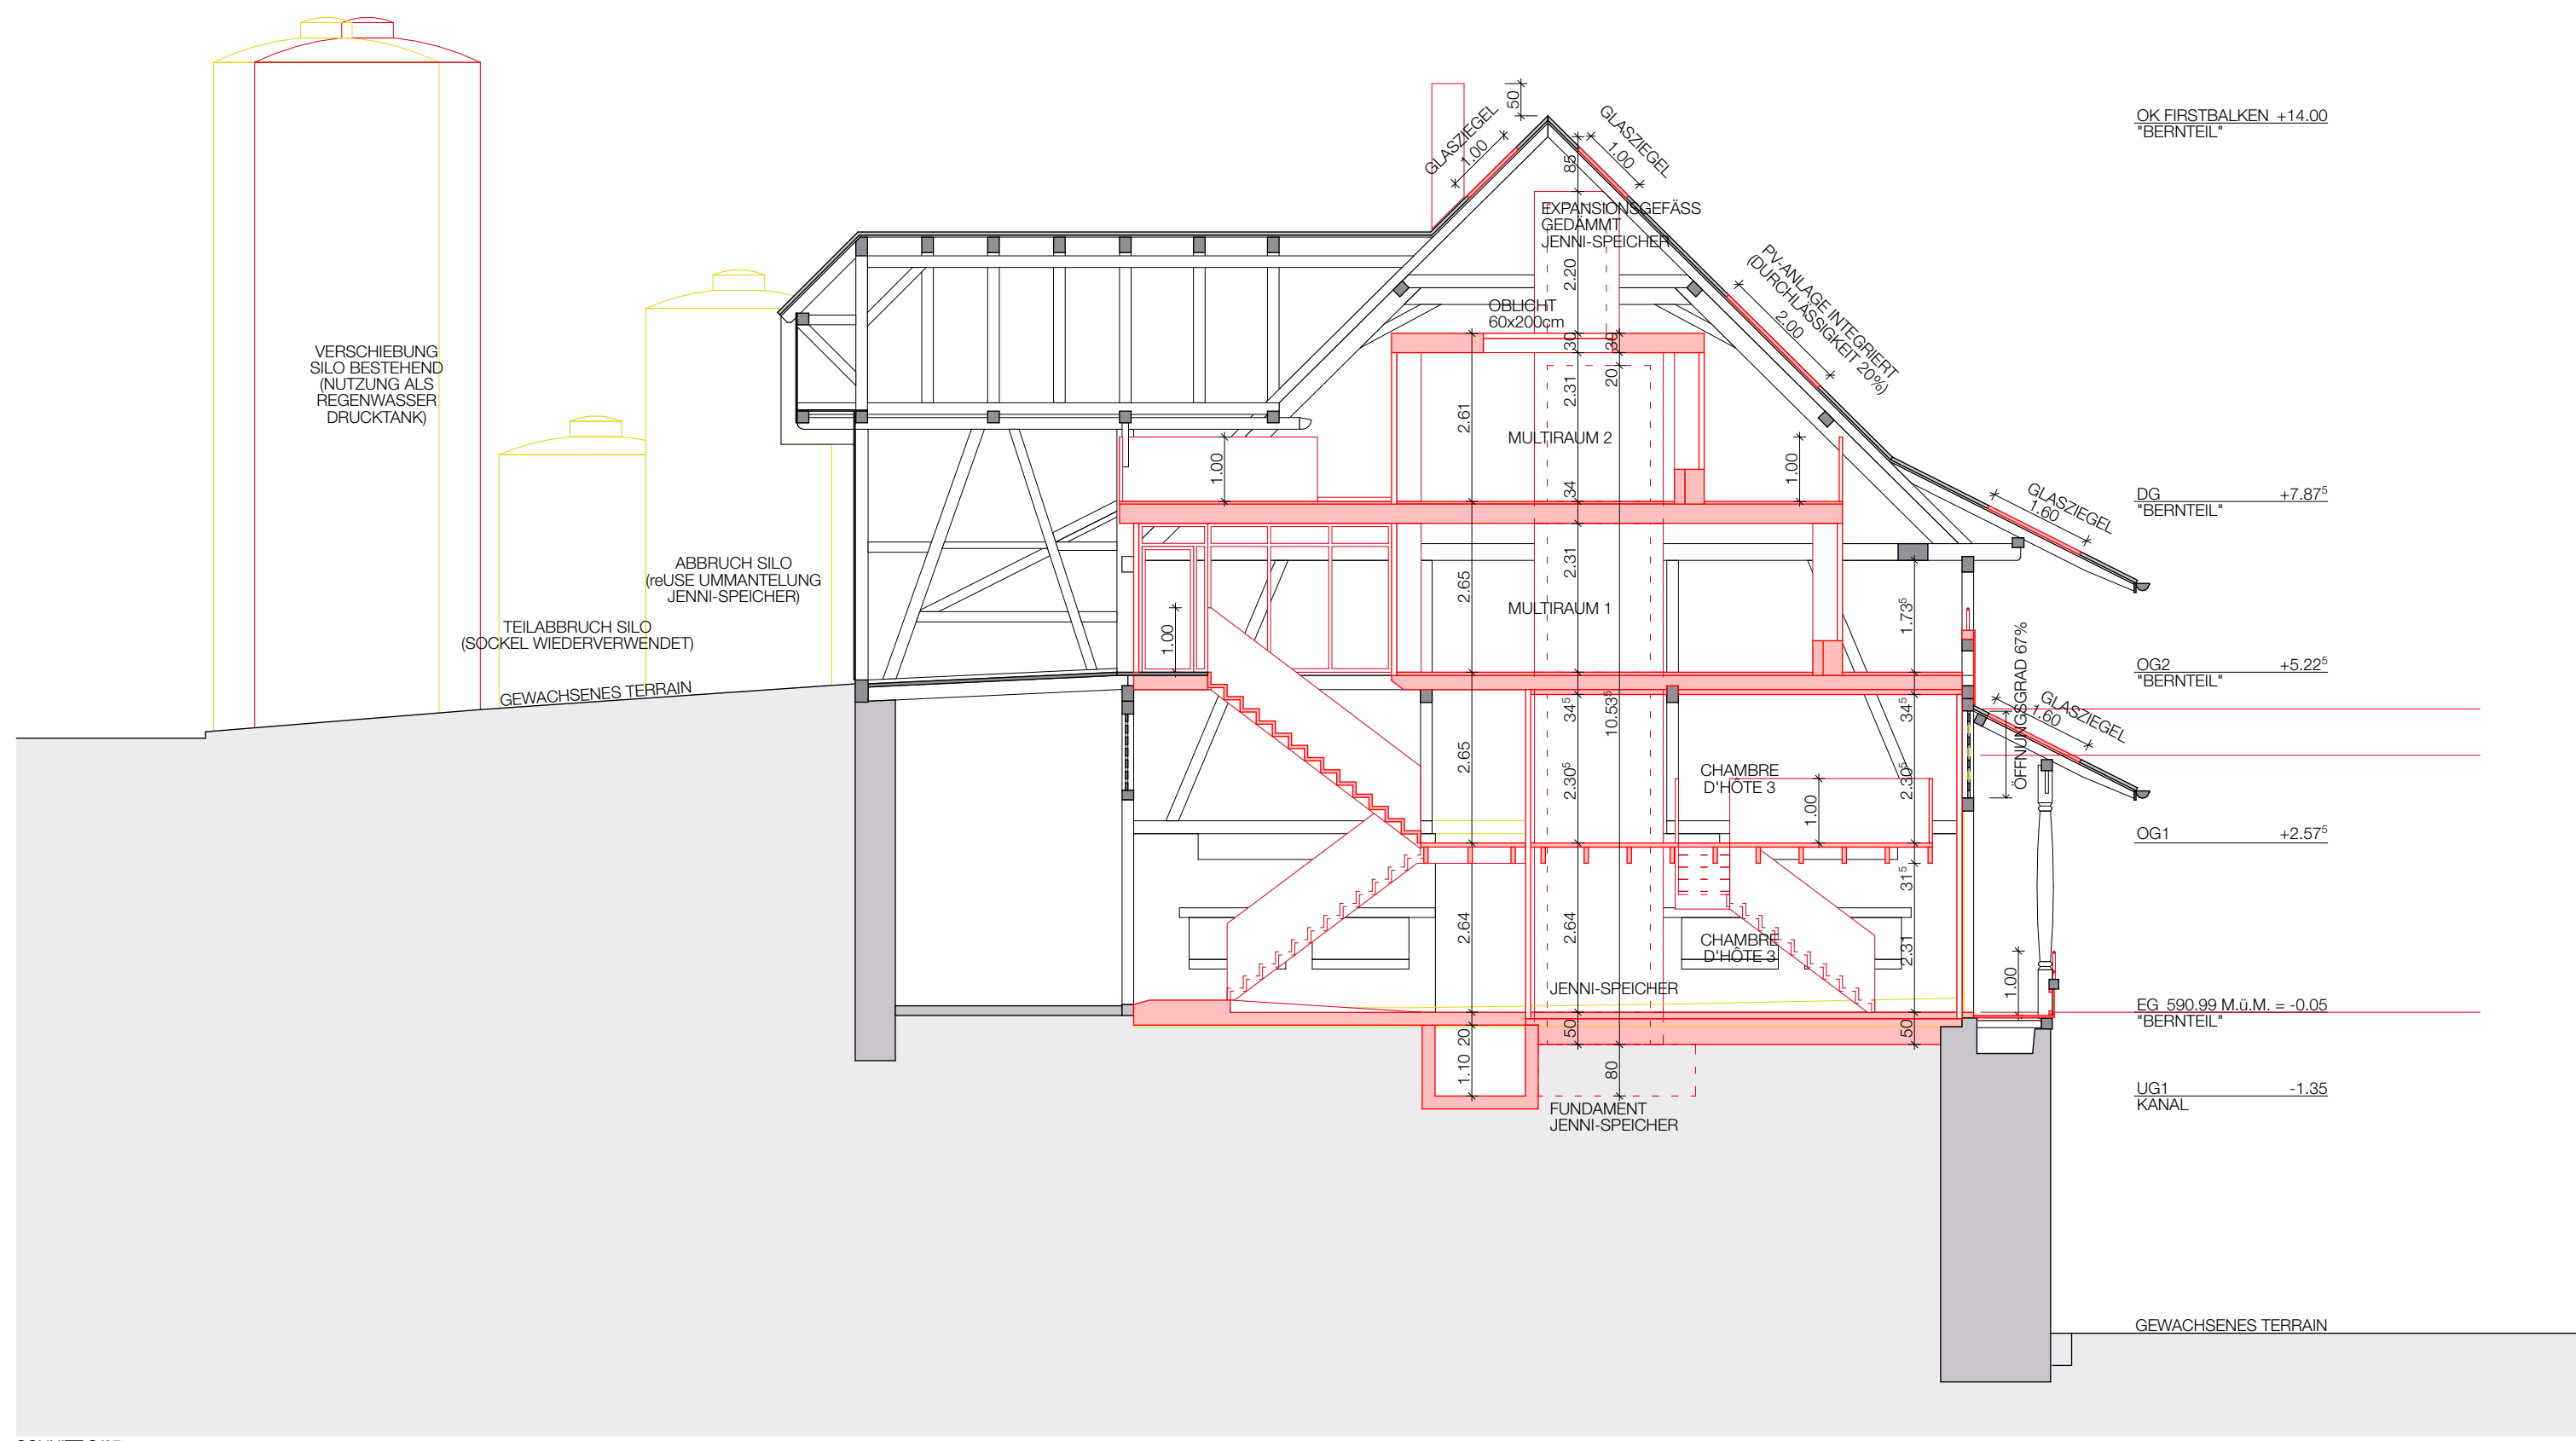 50
GLASZIEGEL
1.00
GLASZIEGEL
1.00
85
OK FIRSTBALKEN +14.00
"BERNTEIL"
EXPANSIONSGEFÄSS
GEDÄMMT
JENNI-SPEICHER
2.20
PV-ANLAGE INTEGRIERT
(DURCHLÄSSIGKEIT 20%)
2.00
OBLICHT
60x200cm
30
30
20
VERSCHIEBUNG
SILO BESTEHEND
(NUTZUNG ALS
REGENWASSER
DRUCKTANK)
2.61
2.31
MULTIRAUM 2
1.00
1.00
34
GLASZIEGEL
1.60
DG +7.87⁵
"BERNTEIL"
ABBRUCH SILO
(reUSE UMMANTELUNG
JENNI-SPEICHER)
2.65
2.31
MULTIRAUM 1
1.73⁵
1.00
TEILABBRUCH SILO
(SOCKEL WIEDERVERWENDET)
GEWACHSENES TERRAIN
OG2 +5.22⁵
"BERNTEIL"
ÖFFNUNGSGRAD 67%
GLASZIEGEL
1.60
34⁵
10.53⁵
34⁵
2.65
2.30⁵
CHAMBRE
D'HÔTE 3
1.00
2.30⁵
OG1 +2.57⁵
31⁵
2.64
2.64
CHAMBRE
D'HÔTE 3
2.31
JENNI-SPEICHER
1.00
EG 590.99 M.ü.M. = -0.05
"BERNTEIL"
20
50
50
1.10
80
UG1 -1.35
KANAL
FUNDAMENT
JENNI-SPEICHER
GEWACHSENES TERRAIN